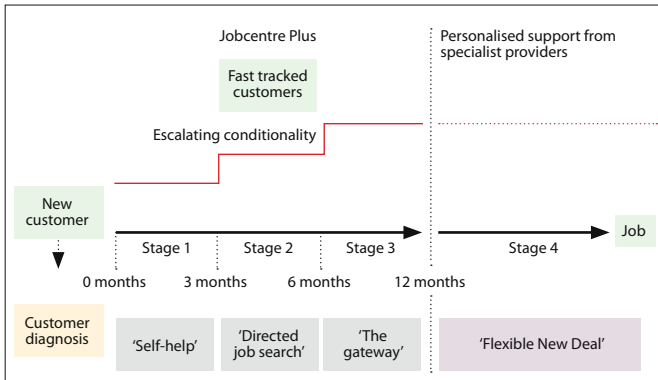 Jobcentre Plus
Personalised support from
specialist providers
Fast tracked
customers
Escalating conditionality
New
customer
Job
Stage 1
Stage 2
Stage 3
Stage 4
0 months
3 months
6 months
12 months
Customer
diagnosis
‘Self-help’
‘Directed
job search’
‘The
gateway’
‘Flexible New Deal’